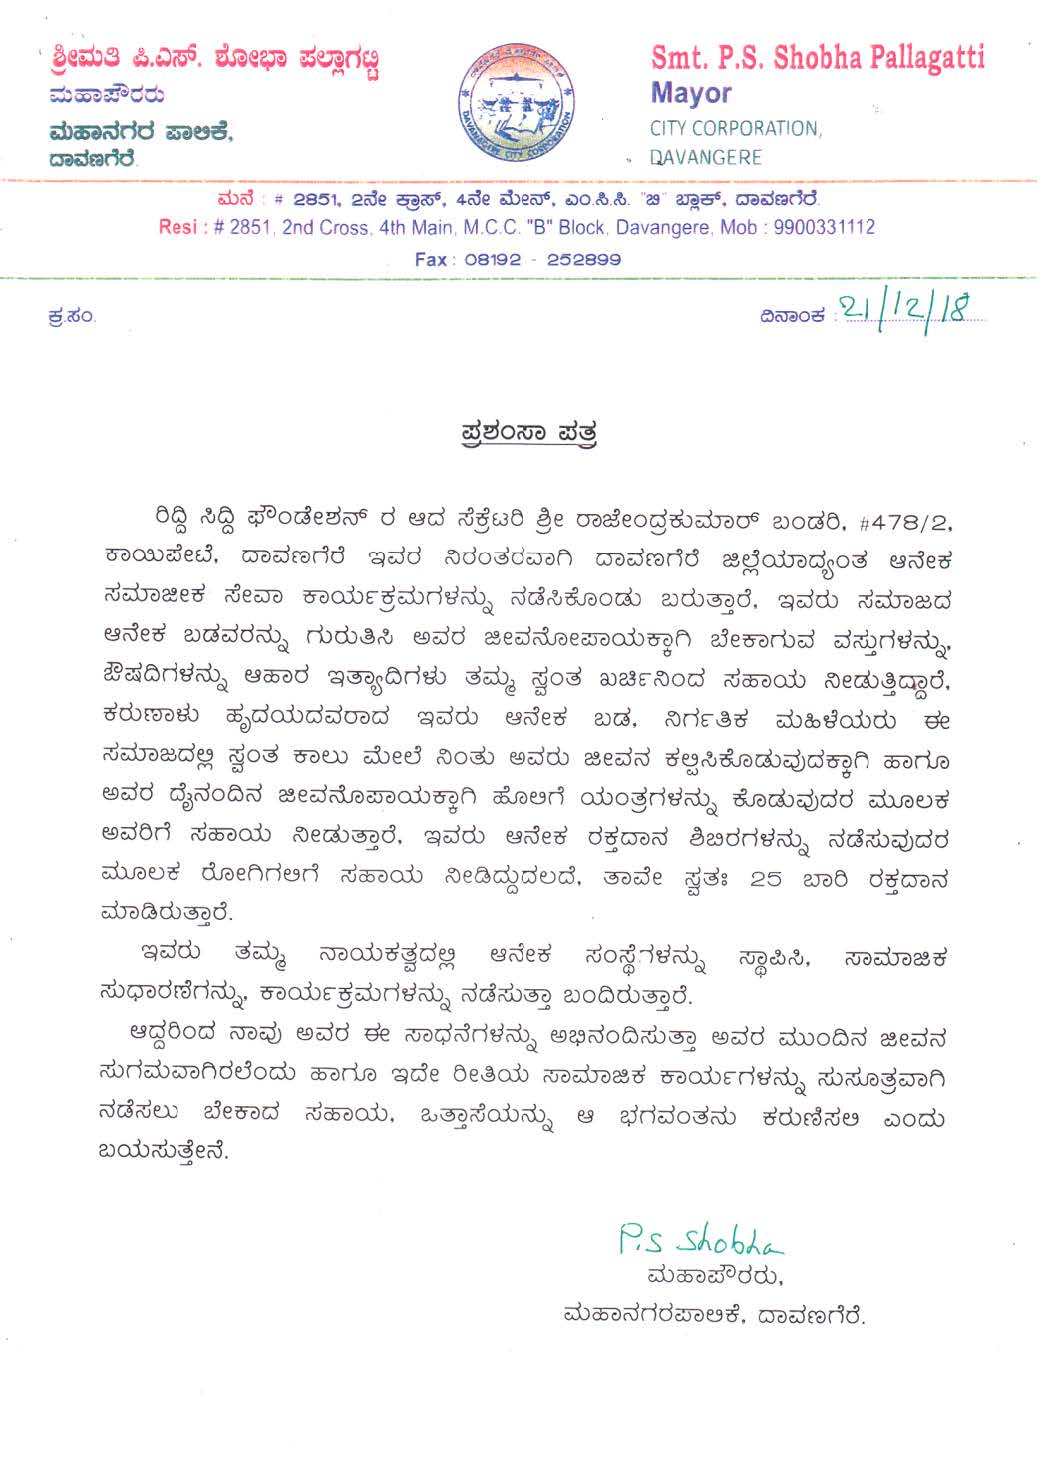 ಶ್ರೀಮತಿ ಪಿ.ಎಸ್. ಶೋಭಾ ಪಲ್ಲಾಗಟ್ಟಿ
ಮಹಾಪೌರರು
ಮಹಾನಗರ ಪಾಲಿಕೆ,
ದಾವಣಗೆರೆ.
DAVANGERE CITY CORPORATION
Smt. P.S. Shobha Pallagatti
Mayor
CITY CORPORATION,
DAVANGERE
ಮನೆ : # 2851, 2ನೇ ಕ್ರಾಸ್, 4ನೇ ಮೇನ್, ಎಂ.ಸಿ.ಸಿ. "ಬಿ" ಬ್ಲಾಕ್, ದಾವಣಗೆರೆ.
Resi : # 2851, 2nd Cross, 4th Main, M.C.C. "B" Block, Davangere, Mob : 9900331112
Fax : 08192 - 252899
ಕ್ರ.ಸಂ.
ದಿನಾಂಕ : 21/12/18
ಪ್ರಶಂಸಾ ಪತ್ರ
ರಿದ್ದಿ ಸಿದ್ದಿ ಫೌಂಡೇಶನ್ ರ ಆದ ಸೆಕ್ರೆಟರಿ ಶ್ರೀ ರಾಜೇಂದ್ರಕುಮಾರ್ ಬಂಡರಿ, #478/2,
ಕಾಯಿಪೇಟೆ, ದಾವಣಗೆರೆ ಇವರ ನಿರಂತರವಾಗಿ ದಾವಣಗೆರೆ ಜಿಲ್ಲೆಯಾದ್ಯಂತ ಆನೇಕ
ಸಮಾಜೀಕ ಸೇವಾ ಕಾರ್ಯಕ್ರಮಗಳನ್ನು ನಡೆಸಿಕೊಂಡು ಬರುತ್ತಾರೆ, ಇವರು ಸಮಾಜದ
ಆನೇಕ ಬಡವರನ್ನು ಗುರುತಿಸಿ ಅವರ ಜೀವನೋಪಾಯಕ್ಕಾಗಿ ಬೇಕಾಗುವ ವಸ್ತುಗಳನ್ನು,
ಔಷದಿಗಳನ್ನು ಆಹಾರ ಇತ್ಯಾದಿಗಳು ತಮ್ಮ ಸ್ವಂತ ಖರ್ಚಿನಿಂದ ಸಹಾಯ ನೀಡುತ್ತಿದ್ದಾರೆ,
ಕರುಣಾಳು ಹೃದಯದವರಾದ ಇವರು ಆನೇಕ ಬಡ, ನಿರ್ಗತಿಕ ಮಹಿಳೆಯರು ಈ
ಸಮಾಜದಲ್ಲಿ ಸ್ವಂತ ಕಾಲು ಮೇಲೆ ನಿಂತು ಅವರು ಜೀವನ ಕಲ್ಪಿಸಿಕೊಡುವುದಕ್ಕಾಗಿ ಹಾಗೂ
ಅವರ ದೈನಂದಿನ ಜೀವನೊಪಾಯಕ್ಕಾಗಿ ಹೊಲಿಗೆ ಯಂತ್ರಗಳನ್ನು ಕೊಡುವುದರ ಮೂಲಕ
ಅವರಿಗೆ ಸಹಾಯ ನೀಡುತ್ತಾರೆ, ಇವರು ಆನೇಕ ರಕ್ತದಾನ ಶಿಬಿರಗಳನ್ನು ನಡೆಸುವುದರ
ಮೂಲಕ ರೋಗಿಗಳಿಗೆ ಸಹಾಯ ನೀಡಿದ್ದುದಲದೆ, ತಾವೇ ಸ್ವತಃ 25 ಬಾರಿ ರಕ್ತದಾನ
ಮಾಡಿರುತ್ತಾರೆ.
ಇವರು ತಮ್ಮ ನಾಯಕತ್ವದಲ್ಲಿ ಆನೇಕ ಸಂಸ್ಥೆಗಳನ್ನು ಸ್ಥಾಪಿಸಿ, ಸಾಮಾಜಿಕ
ಸುಧಾರಣೆಗನ್ನು, ಕಾರ್ಯಕ್ರಮಗಳನ್ನು ನಡೆಸುತ್ತಾ ಬಂದಿರುತ್ತಾರೆ.
ಆದ್ದರಿಂದ ನಾವು ಅವರ ಈ ಸಾಧನೆಗಳನ್ನು ಅಭಿನಂದಿಸುತ್ತಾ ಅವರ ಮುಂದಿನ ಜೀವನ
ಸುಗಮವಾಗಿರಲೆಂದು ಹಾಗೂ ಇದೇ ರೀತಿಯ ಸಾಮಾಜಿಕ ಕಾರ್ಯಗಳನ್ನು ಸುಸೂತ್ರವಾಗಿ
ನಡೆಸಲು ಬೇಕಾದ ಸಹಾಯ, ಒತ್ತಾಸೆಯನ್ನು ಆ ಭಗವಂತನು ಕರುಣಿಸಲಿ ಎಂದು
ಬಯಸುತ್ತೇನೆ.
P.S Shobha
ಮಹಾಪೌರರು,
ಮಹಾನಗರಪಾಲಿಕೆ, ದಾವಣಗೆರೆ.